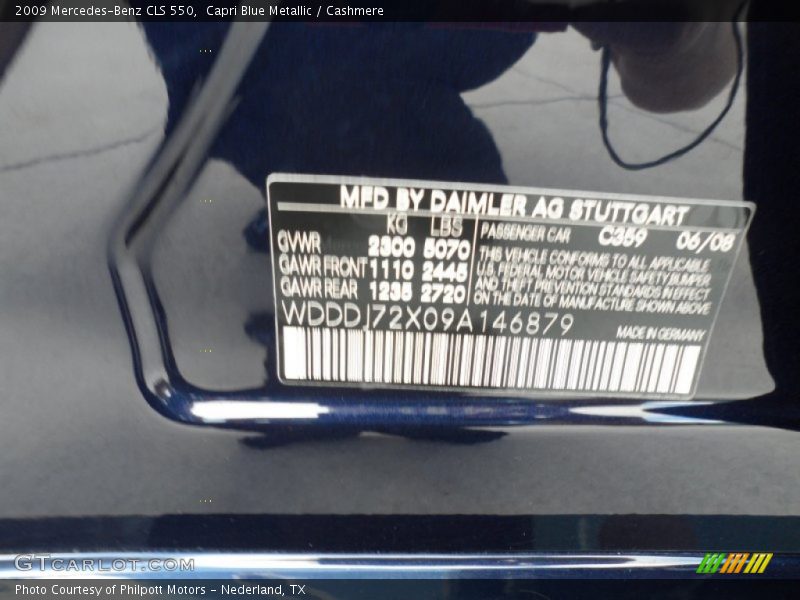 2009 Mercedes-Benz CLS 550,  Capri Blue Metallic / Cashmere
MFD BY DAIMLER AG STUTTGART
KG LBS
GVWR 2300 5070
GAWR FRONT 1110 2445
GAWR REAR 1235 2720
PASSENGER CAR C359 06/08
THIS VEHICLE CONFORMS TO ALL APPLICABLE
U.S. FEDERAL MOTOR VEHICLE SAFETY BUMPER
AND THEFT PREVENTION STANDARDS IN EFFECT
ON THE DATE OF MANUFACTURE SHOWN ABOVE
WDDDJ72X09A146879
MADE IN GERMANY
GTCARLOT.COM
Photo Courtesy of Philpott Motors - Nederland, TX